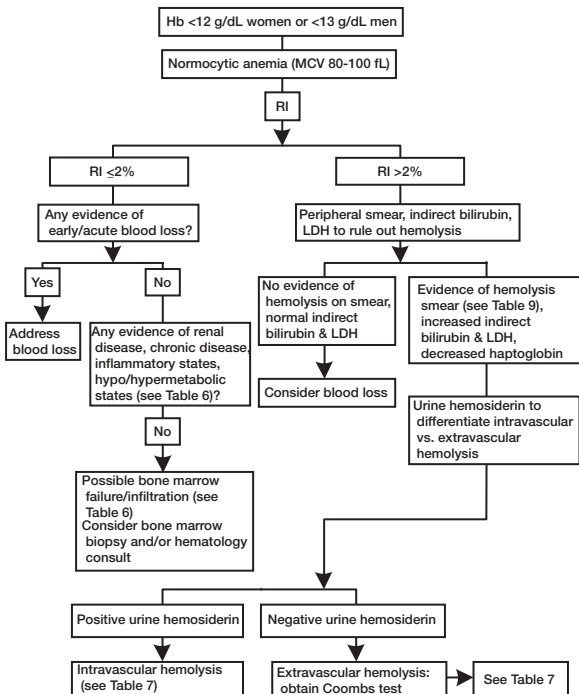 Hb <12 g/dL women or <13 g/dL men
Normocytic anemia (MCV 80-100 fL)
RI
RI ≤2%
RI >2%
Any evidence of
early/acute blood loss?
Peripheral smear, indirect bilirubin,
LDH to rule out hemolysis
Yes
No
No evidence of
hemolysis on smear,
normal indirect
bilirubin & LDH
Evidence of hemolysis
smear (see Table 9),
increased indirect
bilirubin & LDH,
decreased haptoglobin
Address
blood loss
Any evidence of renal
disease, chronic disease,
inflammatory states,
hypo/hypermetabolic
states (see Table 6)?
Consider blood loss
Urine hemosiderin to
differentiate intravascular
vs. extravascular
hemolysis
No
Possible bone marrow
failure/infiltration (see
Table 6)
Consider bone marrow
biopsy and/or hematology
consult
Positive urine hemosiderin
Negative urine hemosiderin
Intravascular hemolysis
(see Table 7)
Extravascular hemolysis:
obtain Coombs test
See Table 7